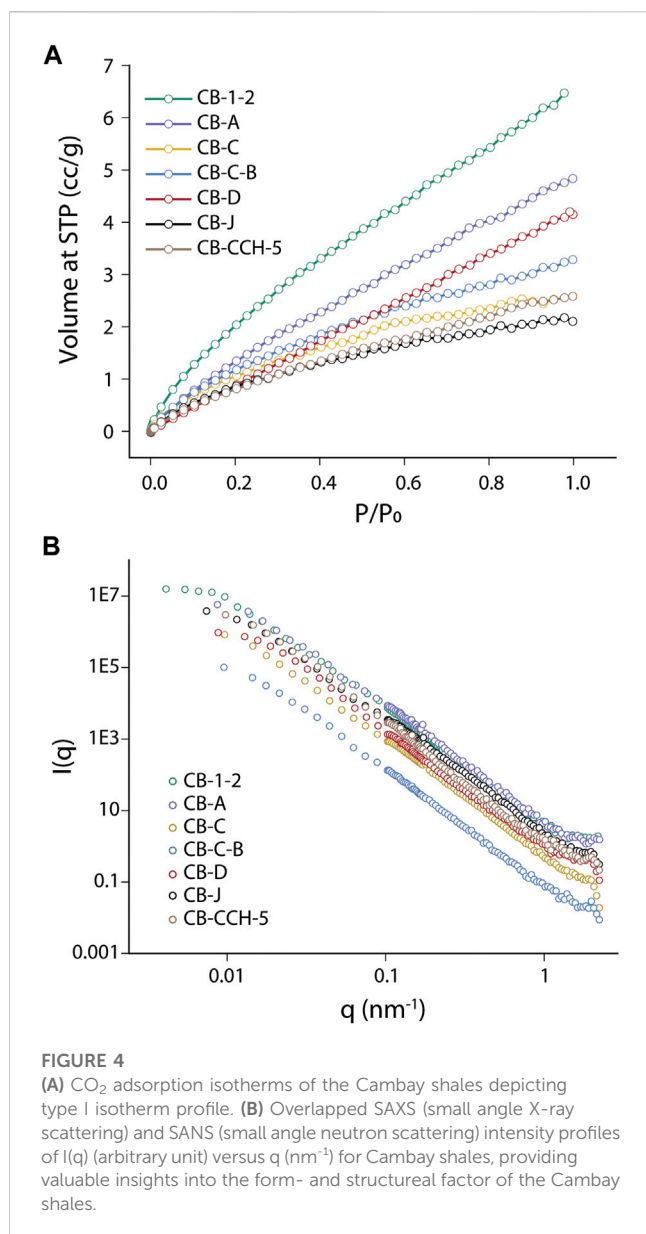 A
7
6
5
4
3
2
1
0
Volume at STP (cc/g)
CB-1-2
CB-A
CB-C
CB-C-B
CB-D
CB-J
CB-CCH-5
0.0 0.2 0.4 0.6 0.8 1.0
P/P₀
B
1E7
1E5
1E3
10
0.1
0.001
I(q)
CB-1-2
CB-A
CB-C
CB-C-B
CB-D
CB-J
CB-CCH-5
0.01 0.1 1
q (nm⁻¹)
FIGURE 4
(A) CO₂ adsorption isotherms of the Cambay shales depicting
type I isotherm profile. (B) Overlapped SAXS (small angle X-ray
scattering) and SANS (small angle neutron scattering) intensity profiles
of I(q) (arbitrary unit) versus q (nm⁻¹) for Cambay shales, providing
valuable insights into the form- and structureal factor of the Cambay
shales.